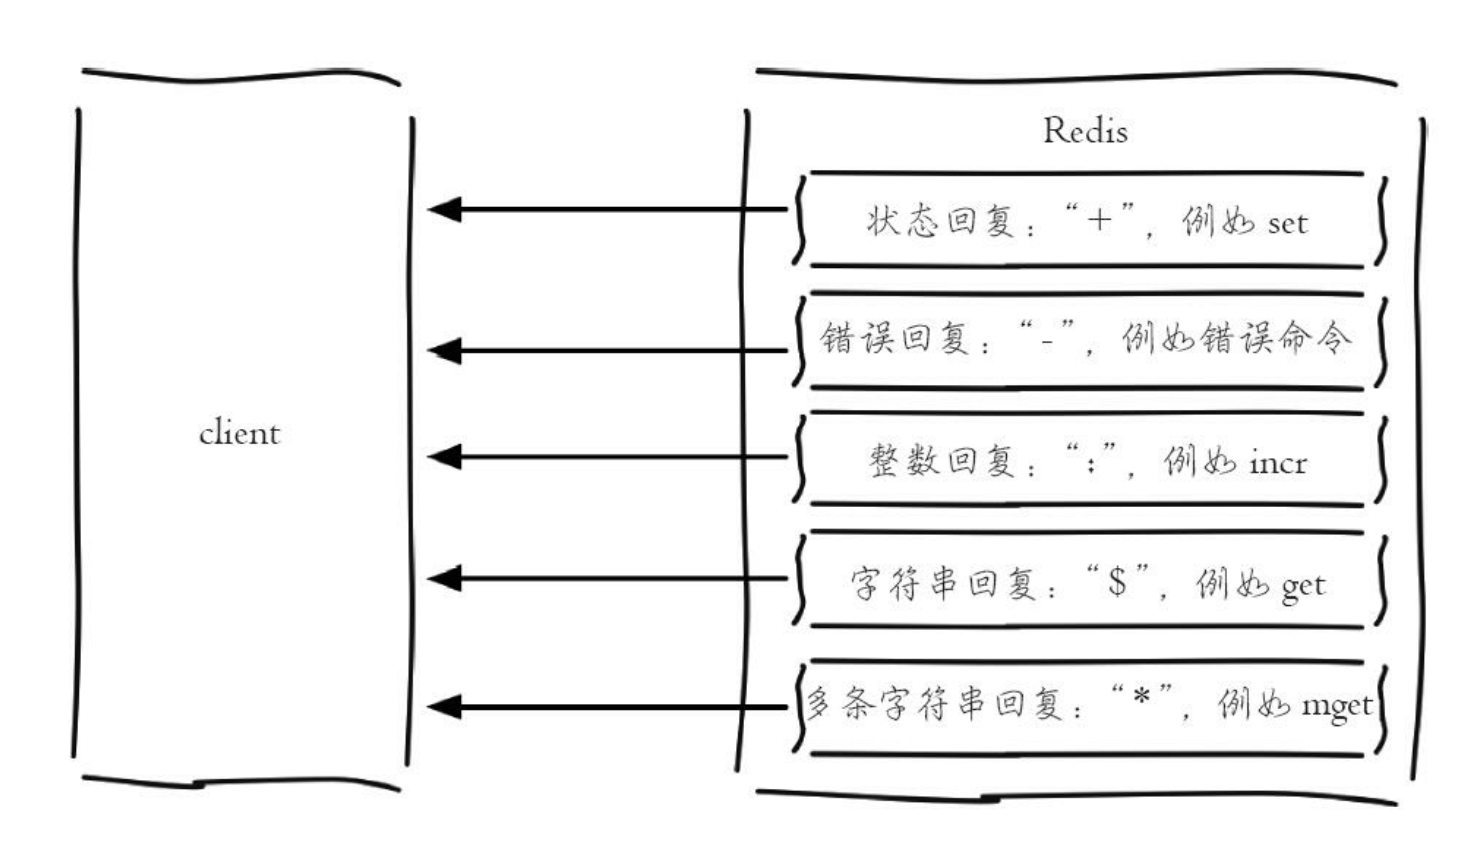 client
Redis
状态回复：“+”，例如 set
错误回复：“-”，例如错误命令
整数回复：“:”，例如 incr
字符串回复：“$”，例如 get
多条字符串回复：“*”，例如 mget